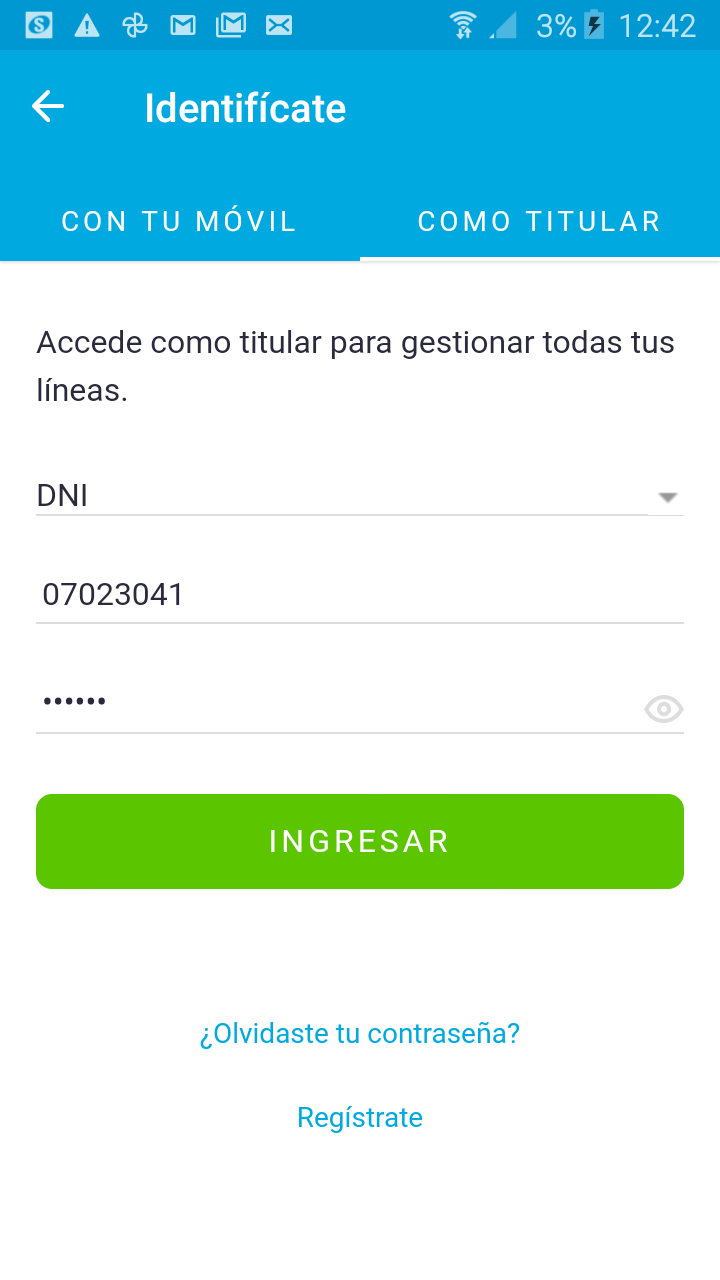 3% 12:42
Identifícate
CON TU MÓVIL COMO TITULAR
Accede como titular para gestionar todas tus
líneas.
DNI
07023041
••••••
INGRESAR
¿Olvidaste tu contraseña?
Regístrate